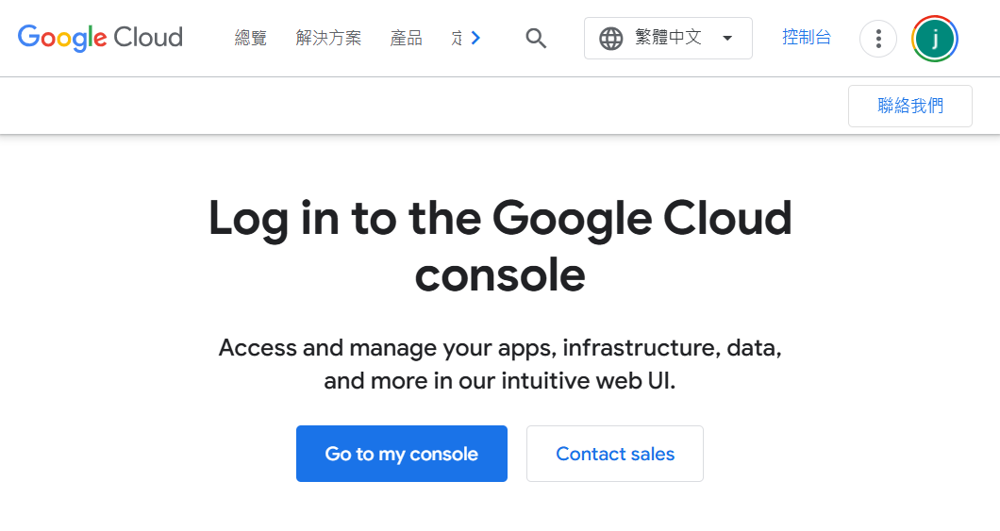 Google Cloud 總覽 解決方案 產品 繁體中文 控制台 j
聯絡我們
Log in to the Google Cloud
console
Access and manage your apps, infrastructure, data,
and more in our intuitive web UI.
Go to my console Contact sales